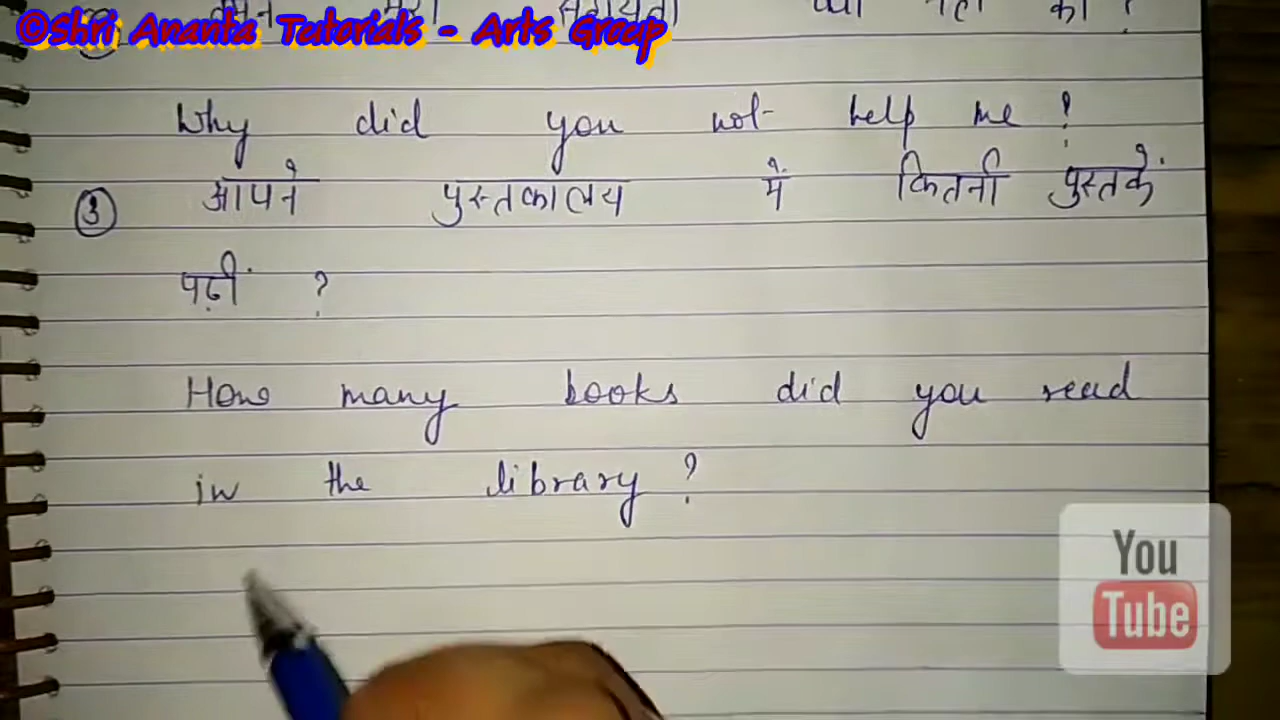 ©Shri Ananta Tutorials - Arts Group
Why did you not help me ?
3 आपने पुस्तकालय में कितनी पुस्तकें
पढ़ीं ?
How many books did you read
in the library ?
You
Tube